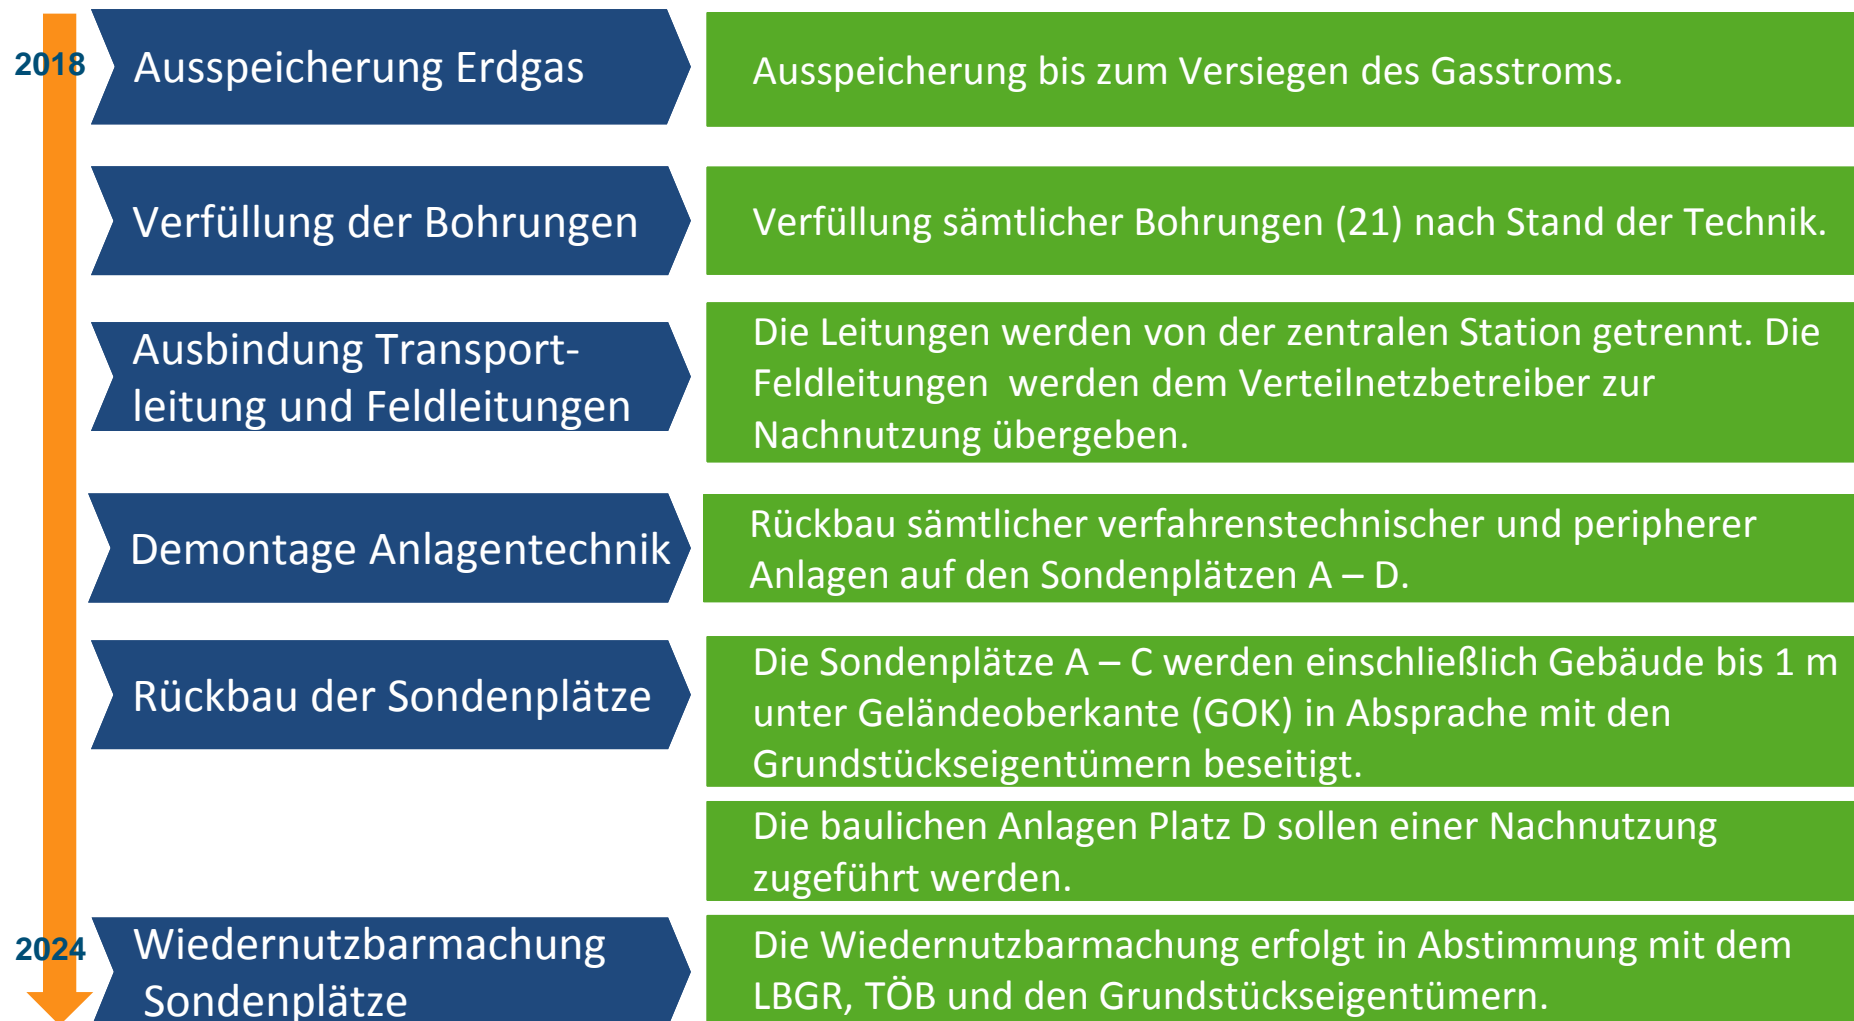 2018
Ausspeicherung Erdgas
Ausspeicherung bis zum Versiegen des Gasstroms.
Verfüllung der Bohrungen
Verfüllung sämtlicher Bohrungen (21) nach Stand der Technik.
Ausbindung Transport-
leitung und Feldleitungen
Die Leitungen werden von der zentralen Station getrennt. Die
Feldleitungen werden dem Verteilnetzbetreiber zur
Nachnutzung übergeben.
Demontage Anlagentechnik
Rückbau sämtlicher verfahrenstechnischer und peripherer
Anlagen auf den Sondenplätzen A – D.
Rückbau der Sondenplätze
Die Sondenplätze A – C werden einschließlich Gebäude bis 1 m
unter Geländeoberkante (GOK) in Absprache mit den
Grundstückseigentümern beseitigt.
Die baulichen Anlagen Platz D sollen einer Nachnutzung
zugeführt werden.
2024
Wiedernutzbarmachung
Sondenplätze
Die Wiedernutzbarmachung erfolgt in Abstimmung mit dem
LBGR, TÖB und den Grundstückseigentümern.